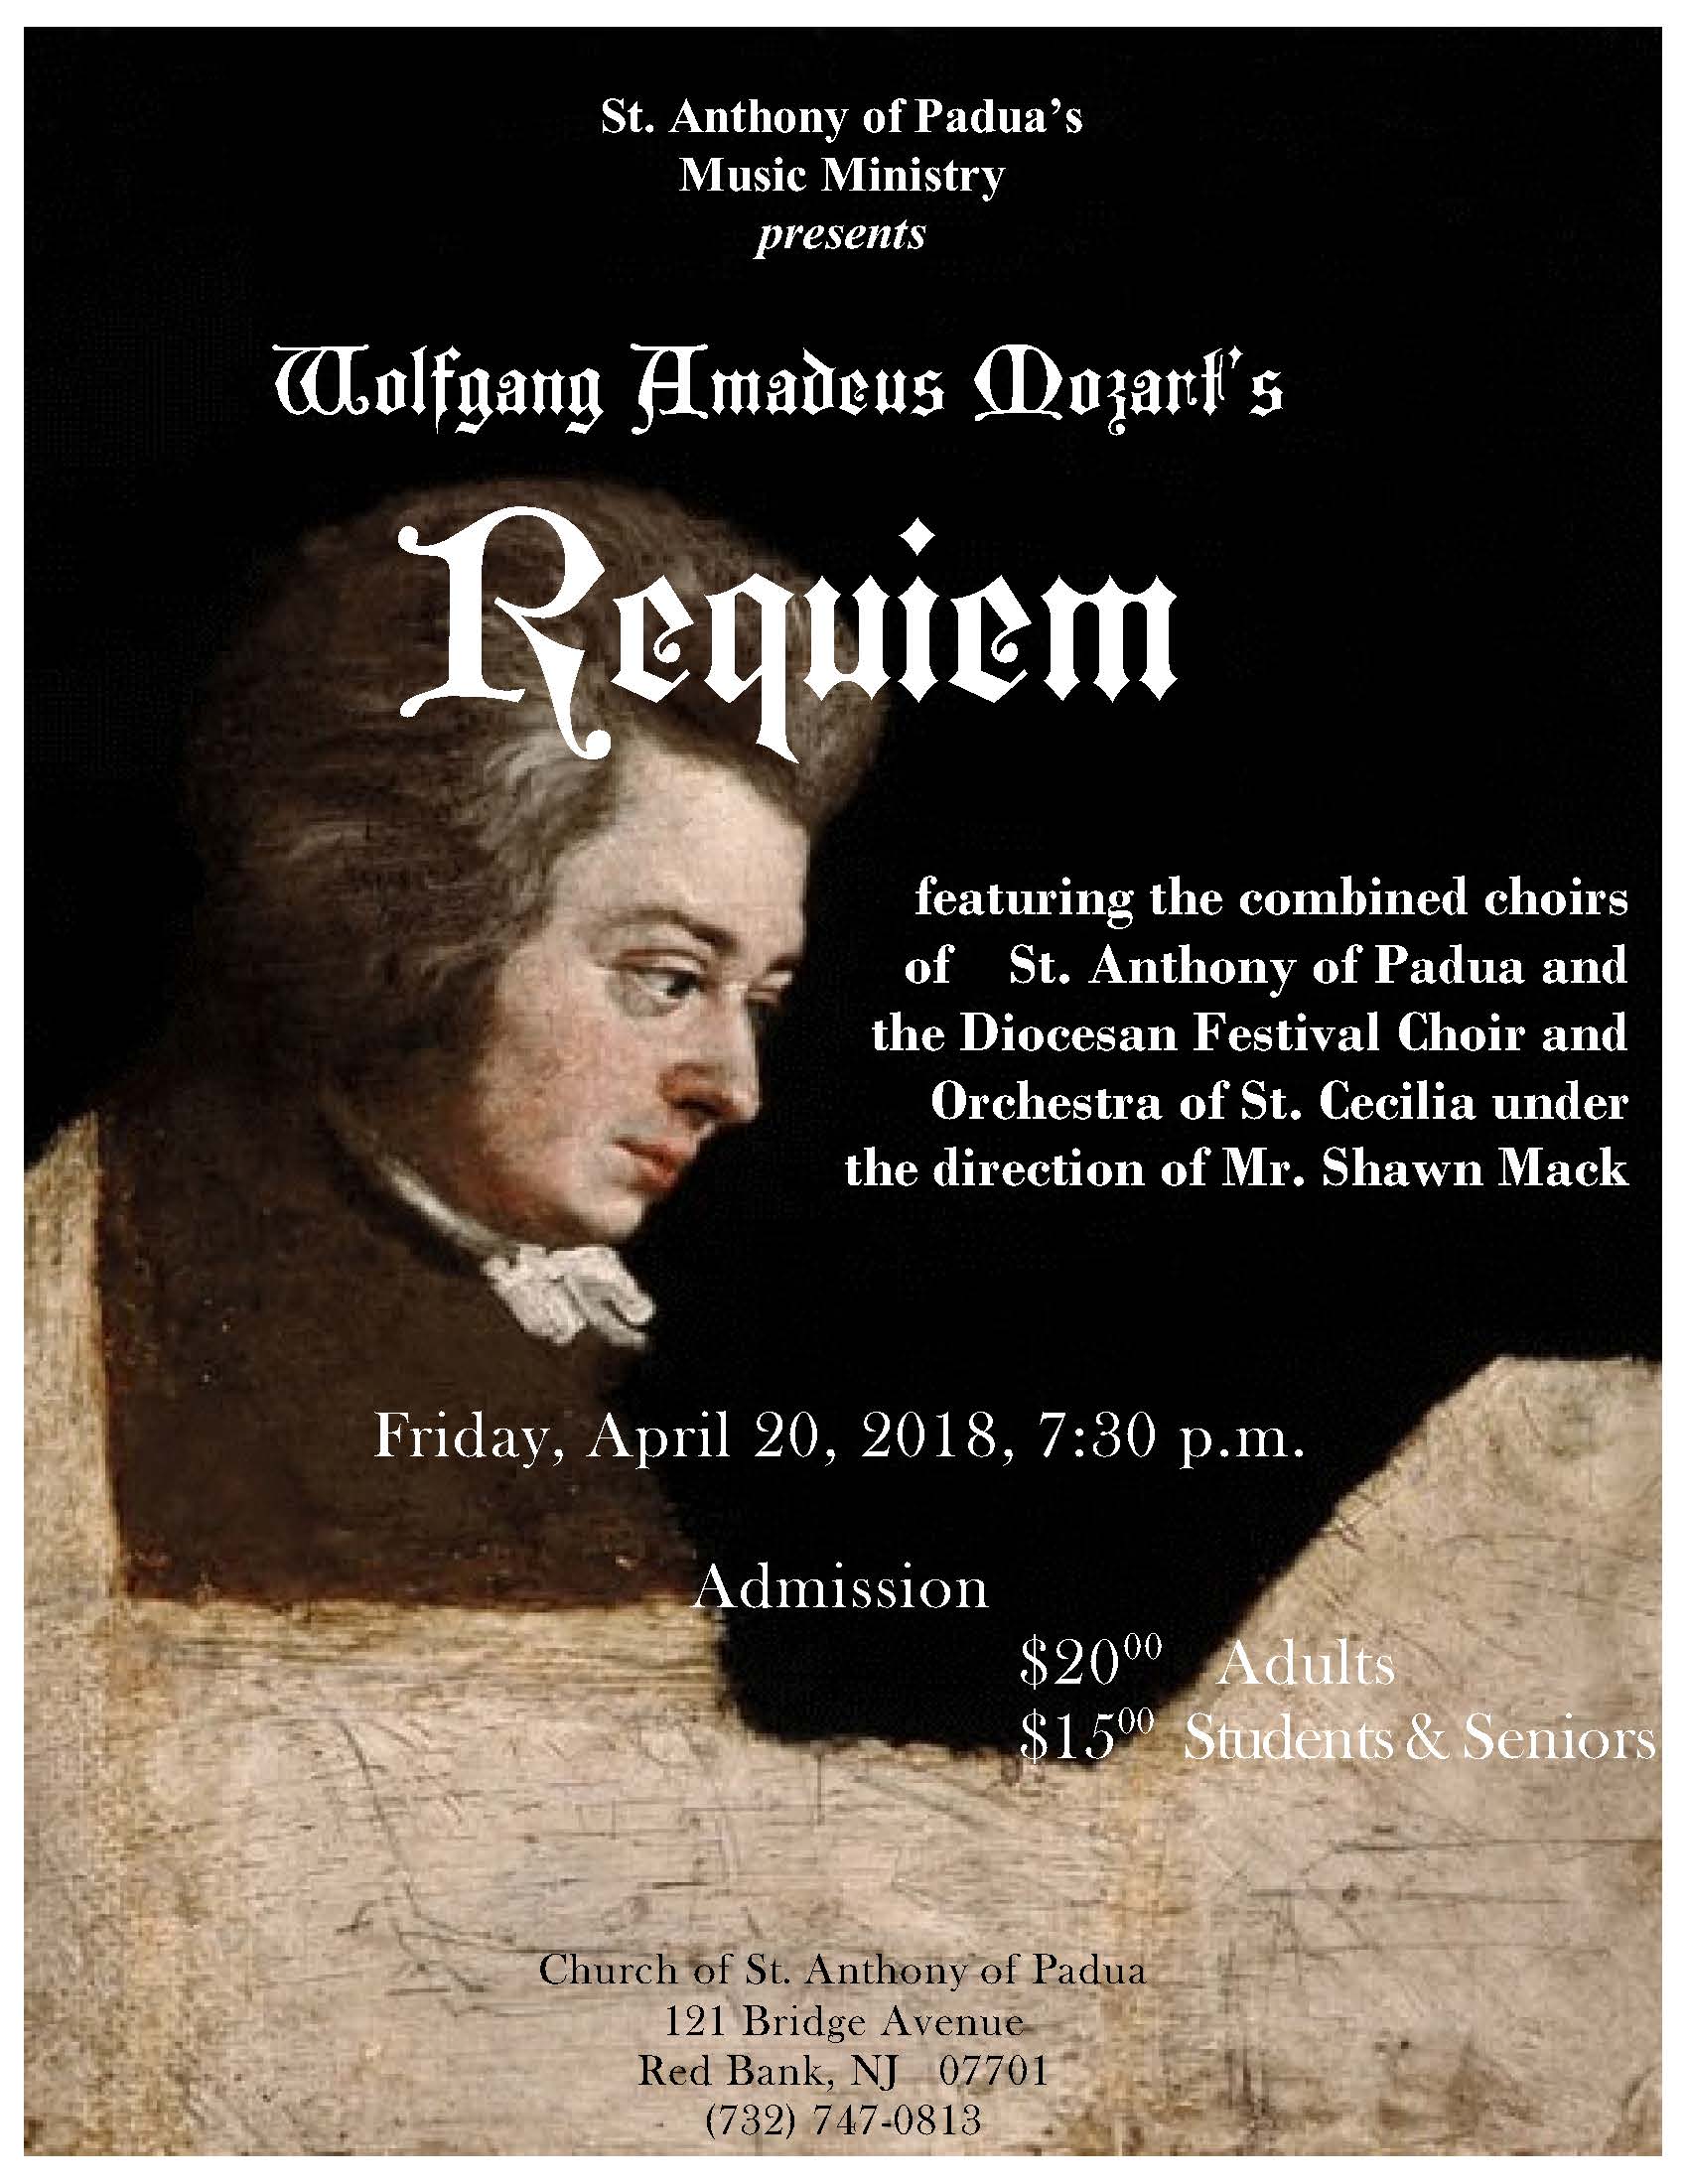 St. Anthony of Padua’s
Music Ministry
presents
Wolfgang Amadeus Mozart’s
Requiem
featuring the combined choirs
of St. Anthony of Padua and
the Diocesan Festival Choir and
Orchestra of St. Cecilia under
the direction of Mr. Shawn Mack
Friday, April 20, 2018, 7:30 p.m.
Admission
$20⁰⁰ Adults
$15⁰⁰ Students & Seniors
Church of St. Anthony of Padua
121 Bridge Avenue
Red Bank, NJ 07701
(732) 747-0813